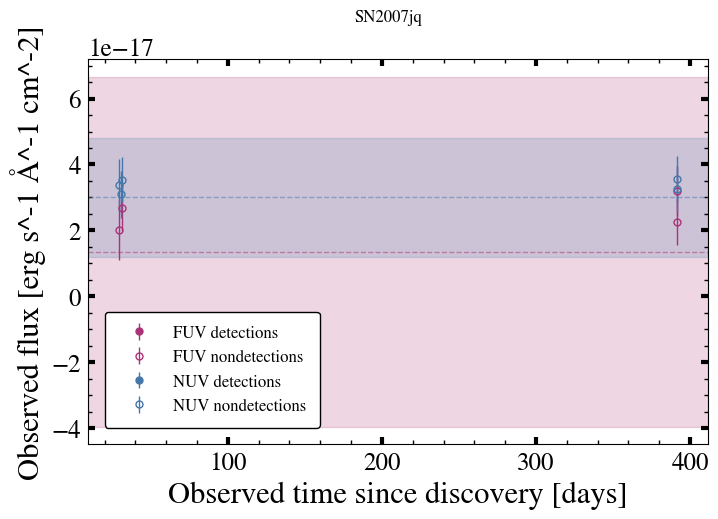 SN2007jq
1e−17
Observed flux [erg s^-1 Å^-1 cm^-2]
6
4
2
0
−2
−4
FUV detections
FUV nondetections
NUV detections
NUV nondetections
100 200 300 400
Observed time since discovery [days]